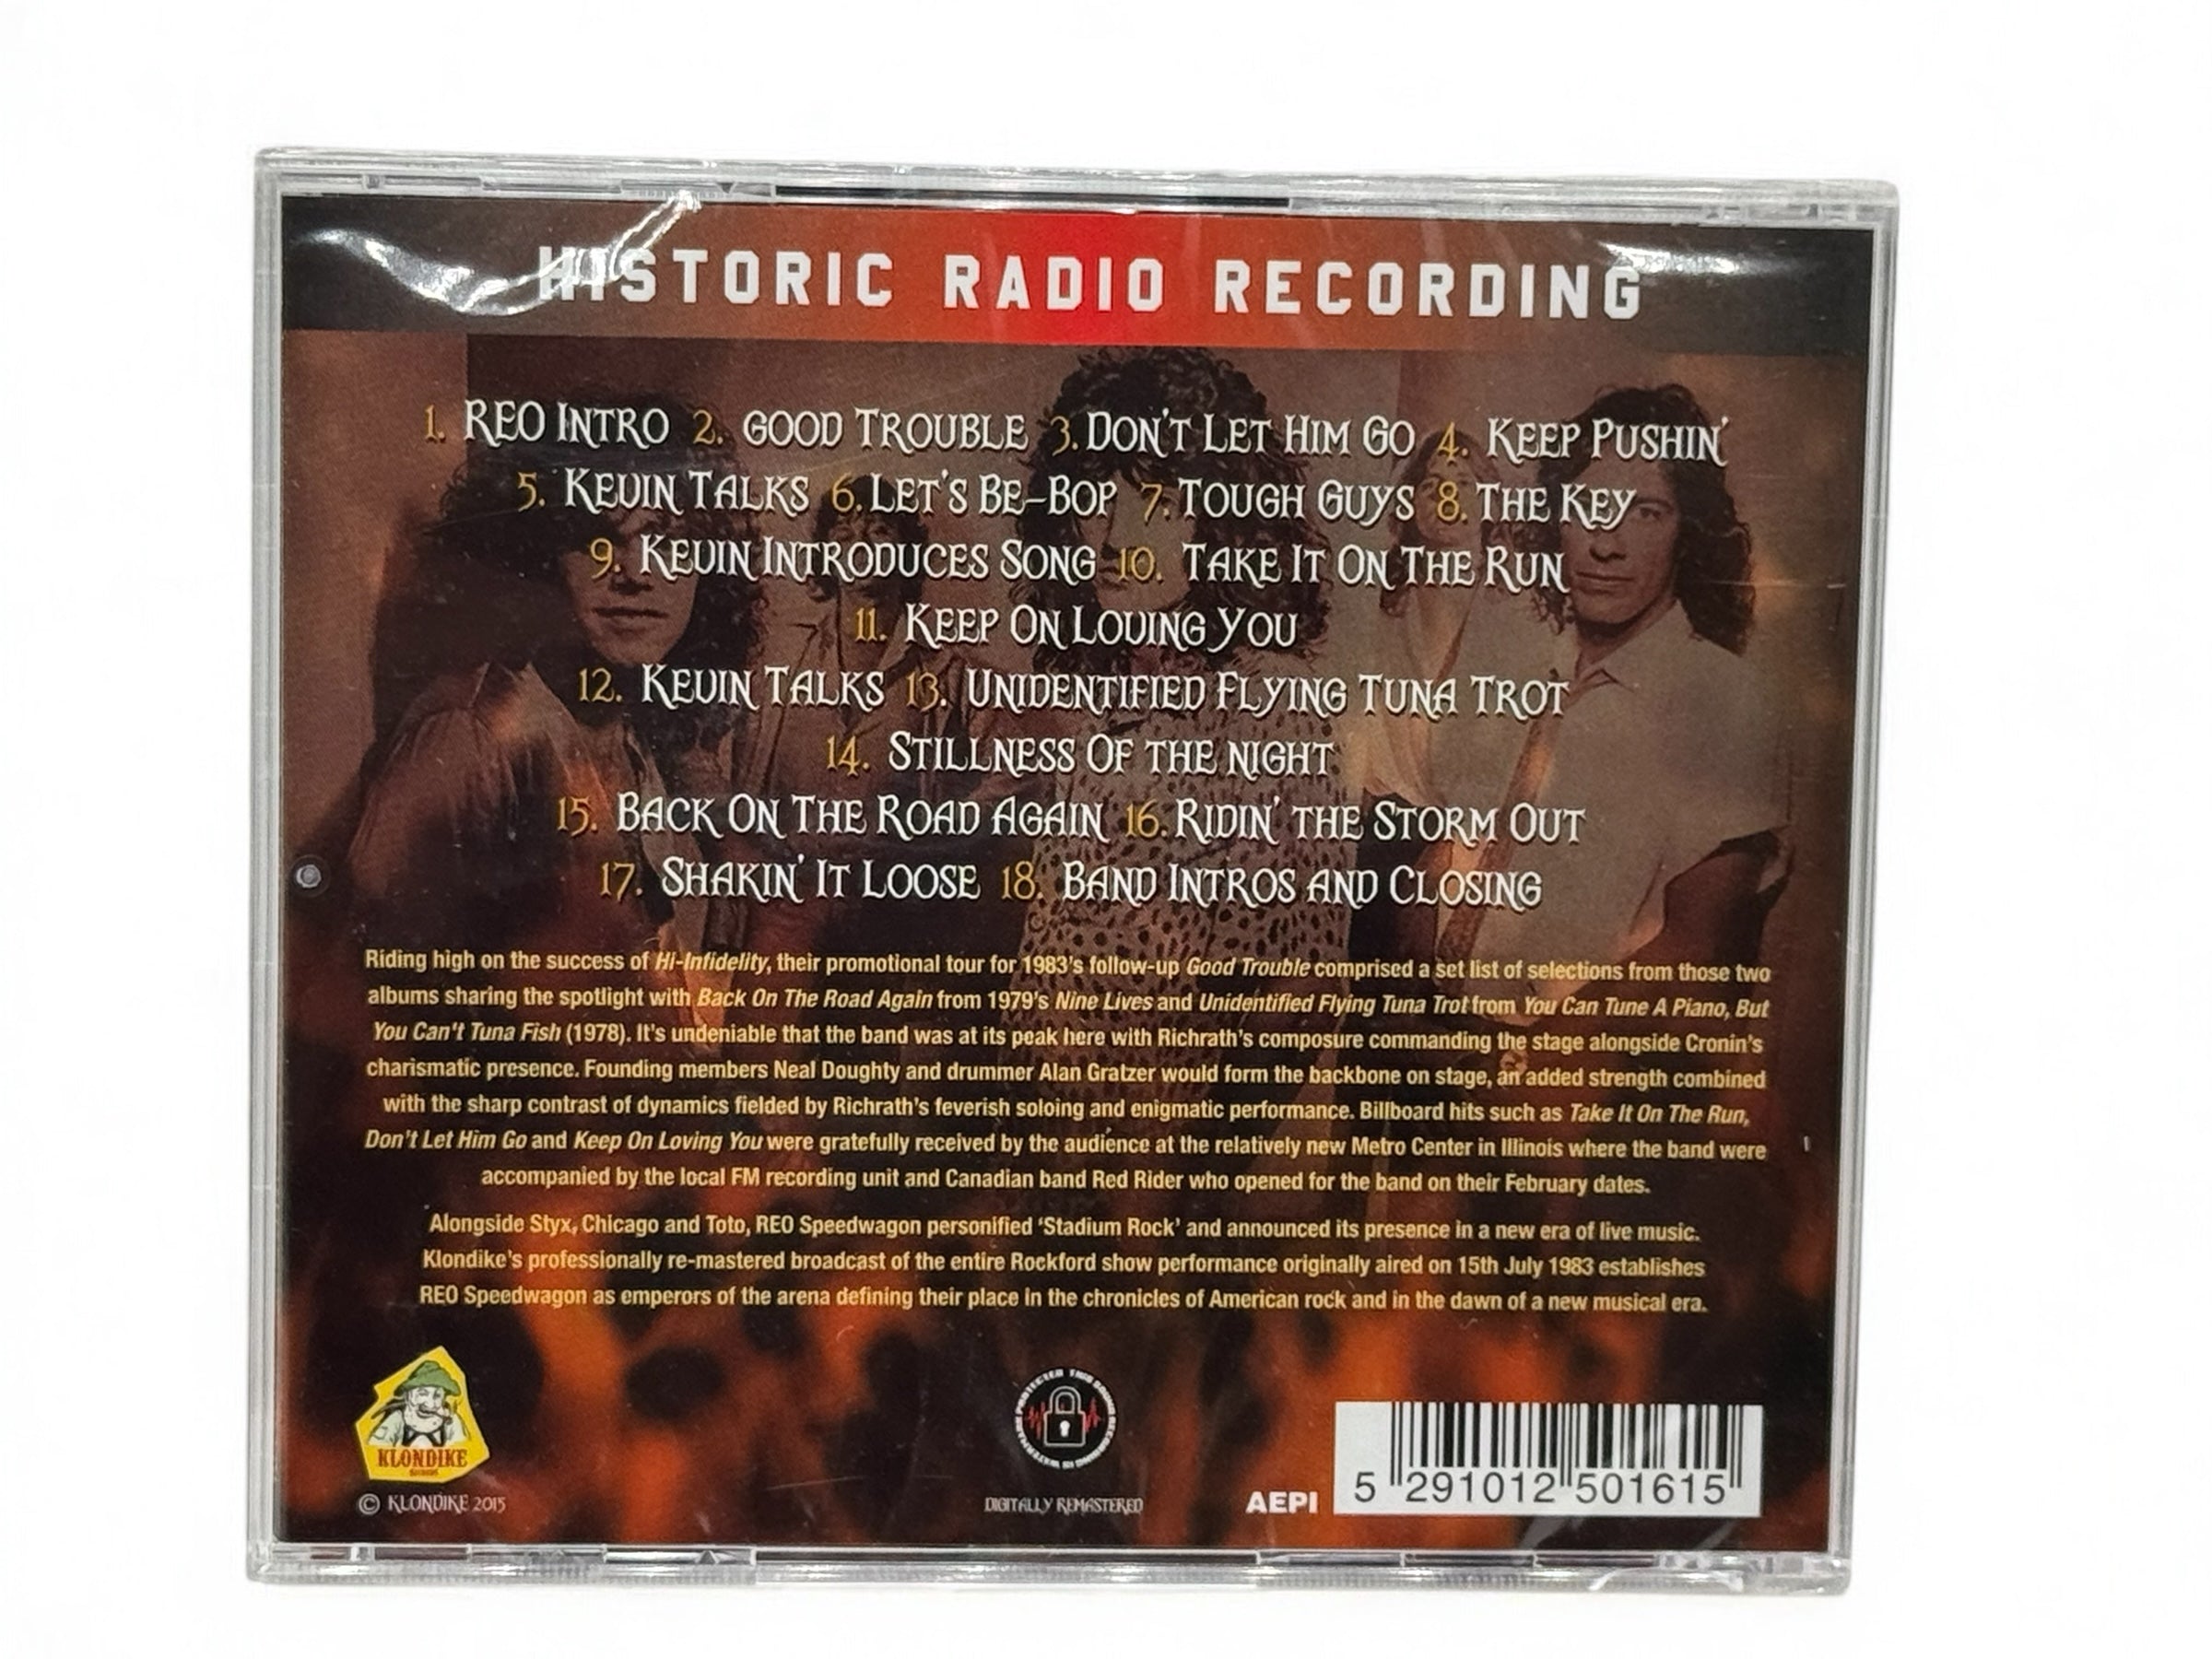 HISTORIC RADIO RECORDING
1. REO INTRO 2. GOOD TROUBLE 3. DON'T LET HIM GO 4. KEEP PUSHIN'
5. KEVIN TALKS 6. LET'S BE-BOP 7. TOUGH GUYS 8. THE KEY
9. KEVIN INTRODUCES SONG 10. TAKE IT ON THE RUN
11. KEEP ON LOVING YOU
12. KEVIN TALKS 13. UNIDENTIFIED FLYING TUNA TROT
14. STILLNESS OF THE NIGHT
15. BACK ON THE ROAD AGAIN 16. RIDIN' THE STORM OUT
17. SHAKIN' IT LOOSE 18. BAND INTROS AND CLOSING
Riding high on the success of Hi-Infidelity, their promotional tour for 1983's follow-up Good Trouble comprised a set list of selections from those two
albums sharing the spotlight with Back On The Road Again from 1979's Nine Lives and Unidentified Flying Tuna Trot from You Can Tune A Piano, But
You Can't Tuna Fish (1978). It's undeniable that the band was at its peak here with Richrath's composure commanding the stage alongside Cronin's
charismatic presence. Founding members Neal Doughty and drummer Alan Gratzer would form the backbone on stage, an added strength combined
with the sharp contrast of dynamics fielded by Richrath's feverish soloing and enigmatic performance. Billboard hits such as Take It On The Run,
Don't Let Him Go and Keep On Loving You were gratefully received by the audience at the relatively new Metro Center in Illinois where the band were
accompanied by the local FM recording unit and Canadian band Red Rider who opened for the band on their February dates.
Alongside Styx, Chicago and Toto, REO Speedwagon personified 'Stadium Rock' and announced its presence in a new era of live music.
Klondike's professionally re-mastered broadcast of the entire Rockford show performance originally aired on 15th July 1983 establishes
REO Speedwagon as emperors of the arena defining their place in the chronicles of American rock and in the dawn of a new musical era.
KLONDIKE
© KLONDIKE 2015
DIGITALLY REMASTERED
AEPI
5 291012 501615